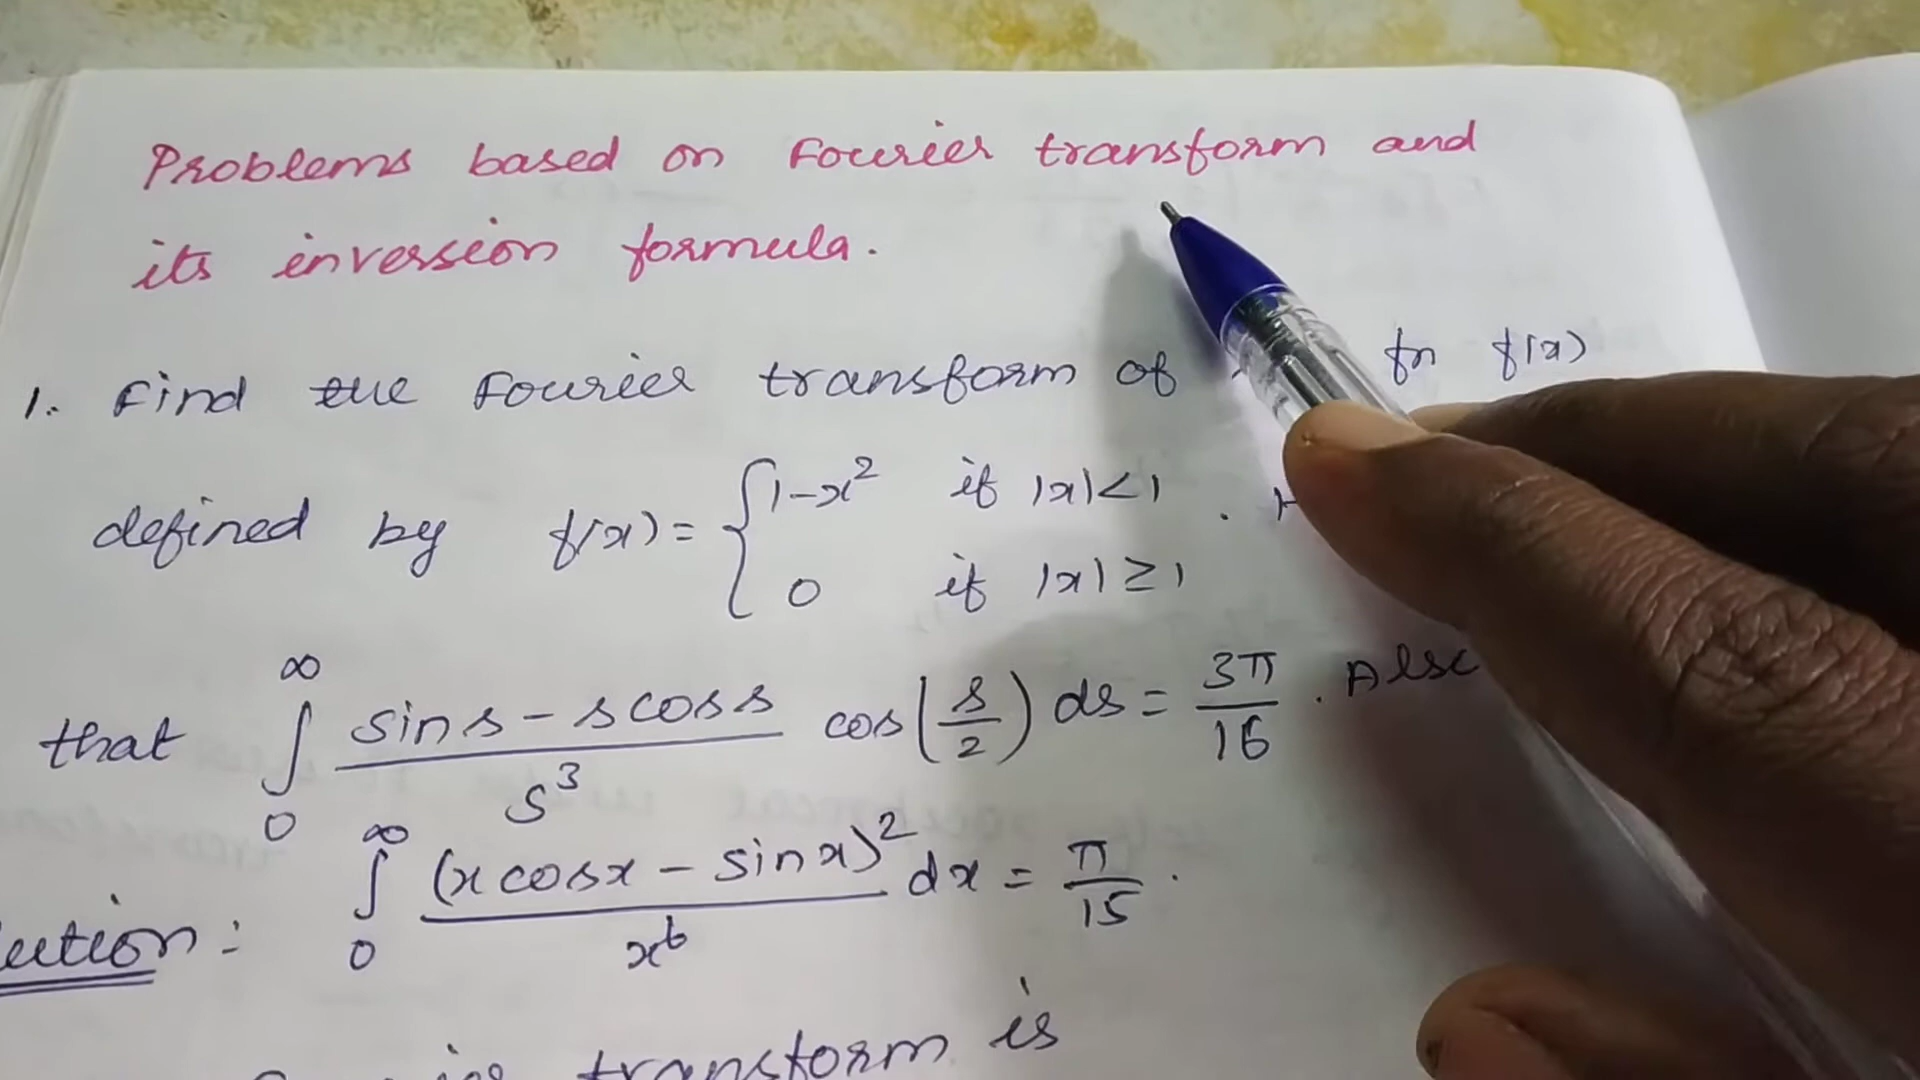 Problems based on Fourier transform and
its inversion formula.
1. Find the Fourier transform of fn f(x)
defined by f(x) = { 1-x² if |x|<1 .
0 if |x| ≥ 1
that ∫₀^∞ (sin s - s cos s)/s³ cos(s/2) ds = 3π/16 . Also
∫₀^∞ (x cos x - sin x)²/x⁶ dx = π/15 .
lution:
transform is